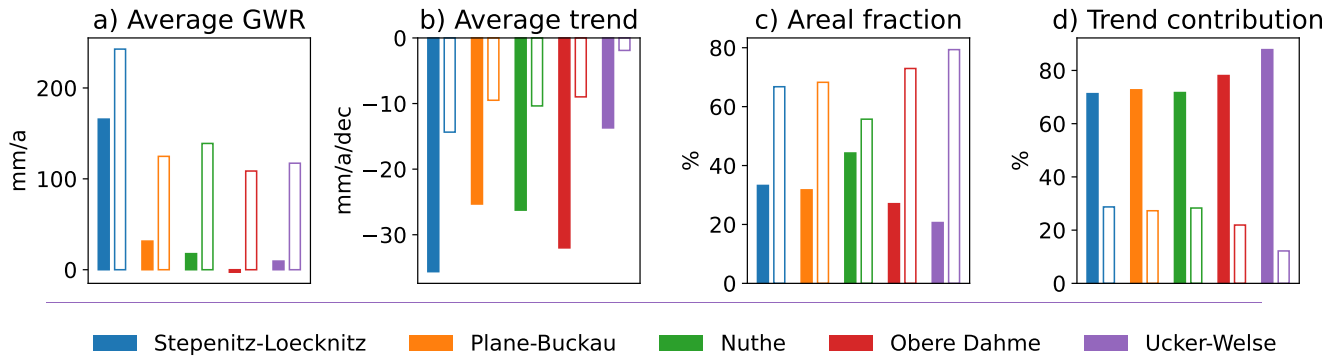 a) Average GWR
b) Average trend
c) Areal fraction
d) Trend contribution
mm/a
200
100
0
mm/a/dec
0
−10
−20
−30
%
80
60
40
20
0
%
80
60
40
20
0
Stepenitz-Loecknitz
Plane-Buckau
Nuthe
Obere Dahme
Ucker-Welse